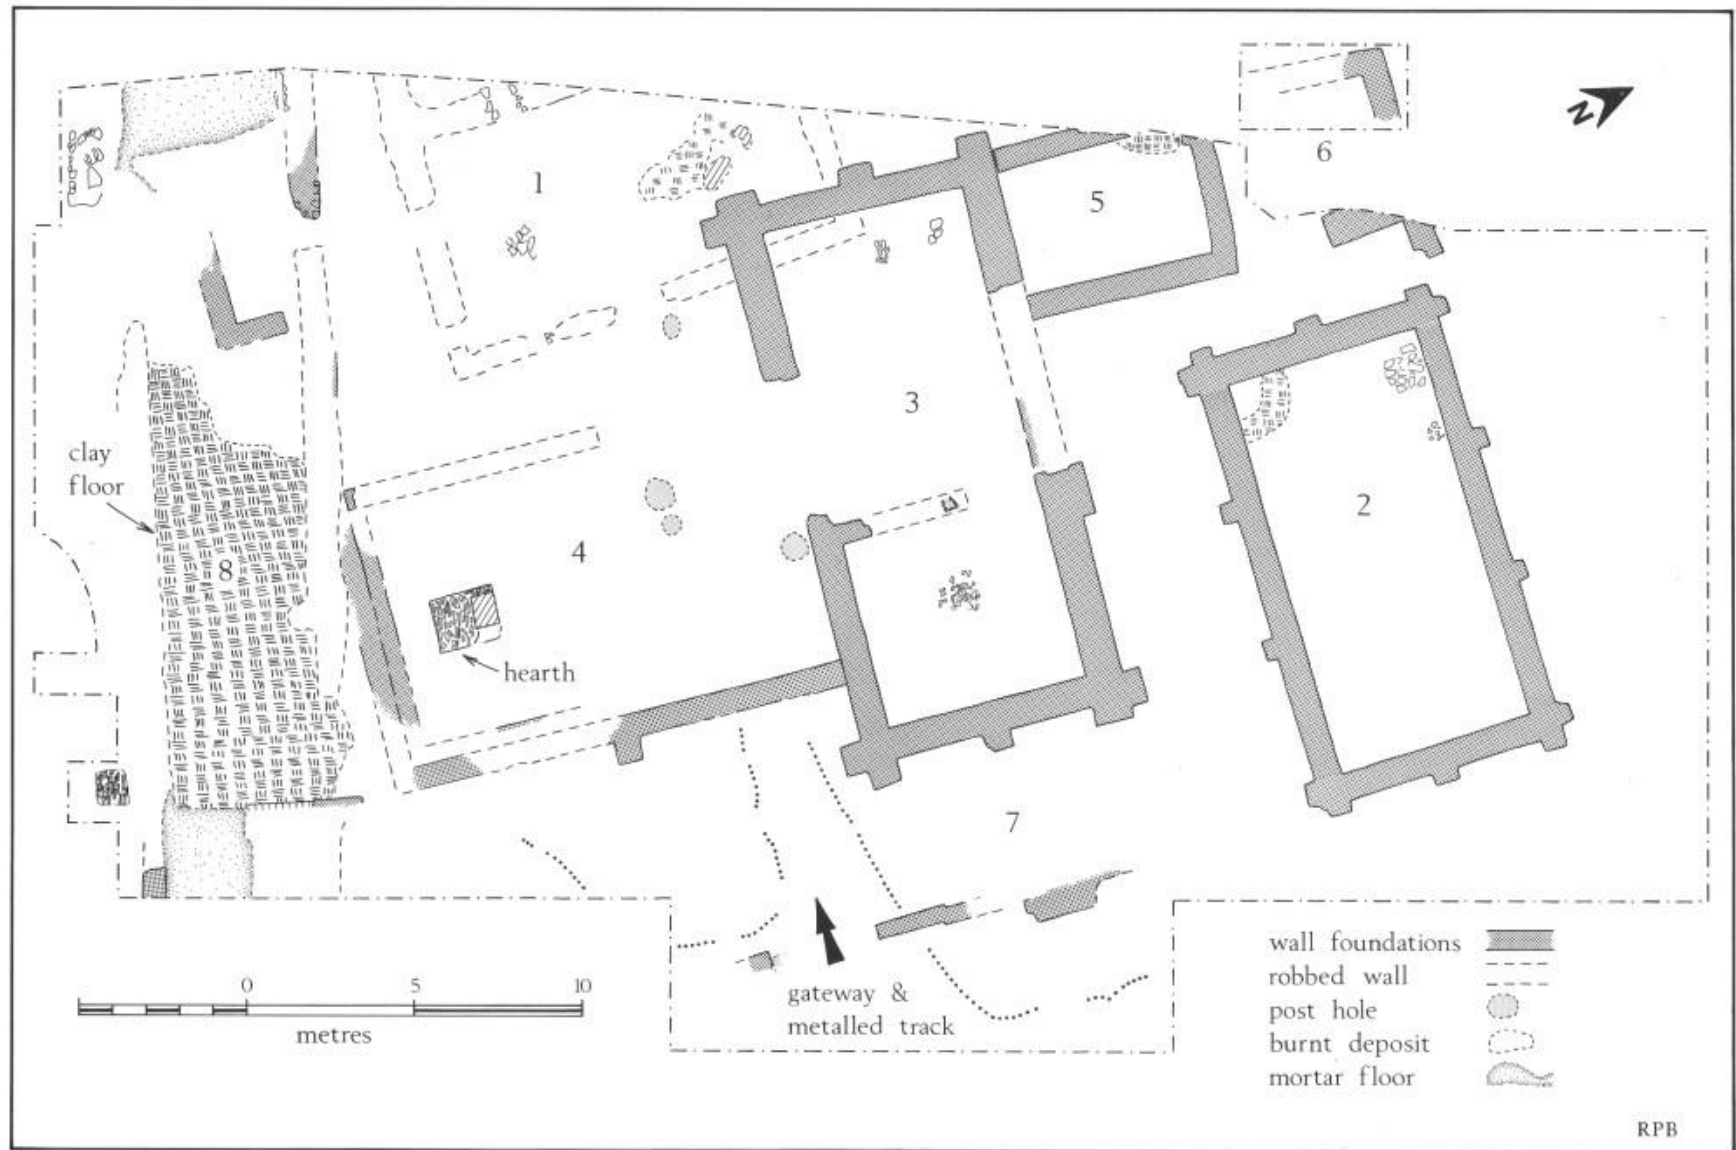 1
6
N
5
3
2
clay
floor
4
8
hearth
7
0 5 10
metres
gateway &
metalled track
wall foundations
robbed wall
post hole
burnt deposit
mortar floor
RPB